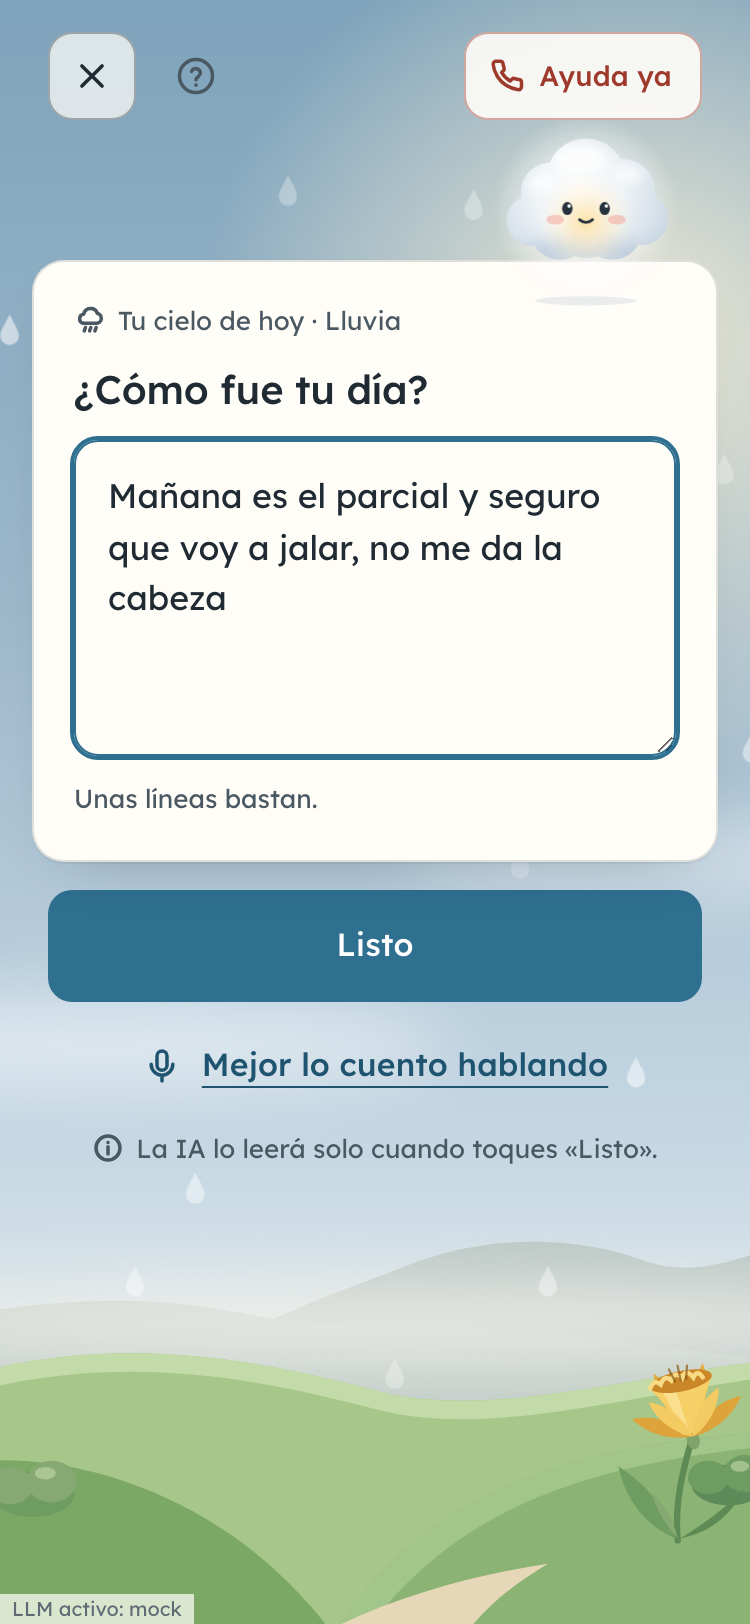 Ayuda ya
Tu cielo de hoy · Lluvia
¿Cómo fue tu día?
Mañana es el parcial y seguro
que voy a jalar, no me da la
cabeza
Unas líneas bastan.
Listo
Mejor lo cuento hablando
La IA lo leerá solo cuando toques «Listo».
LLM activo: mock